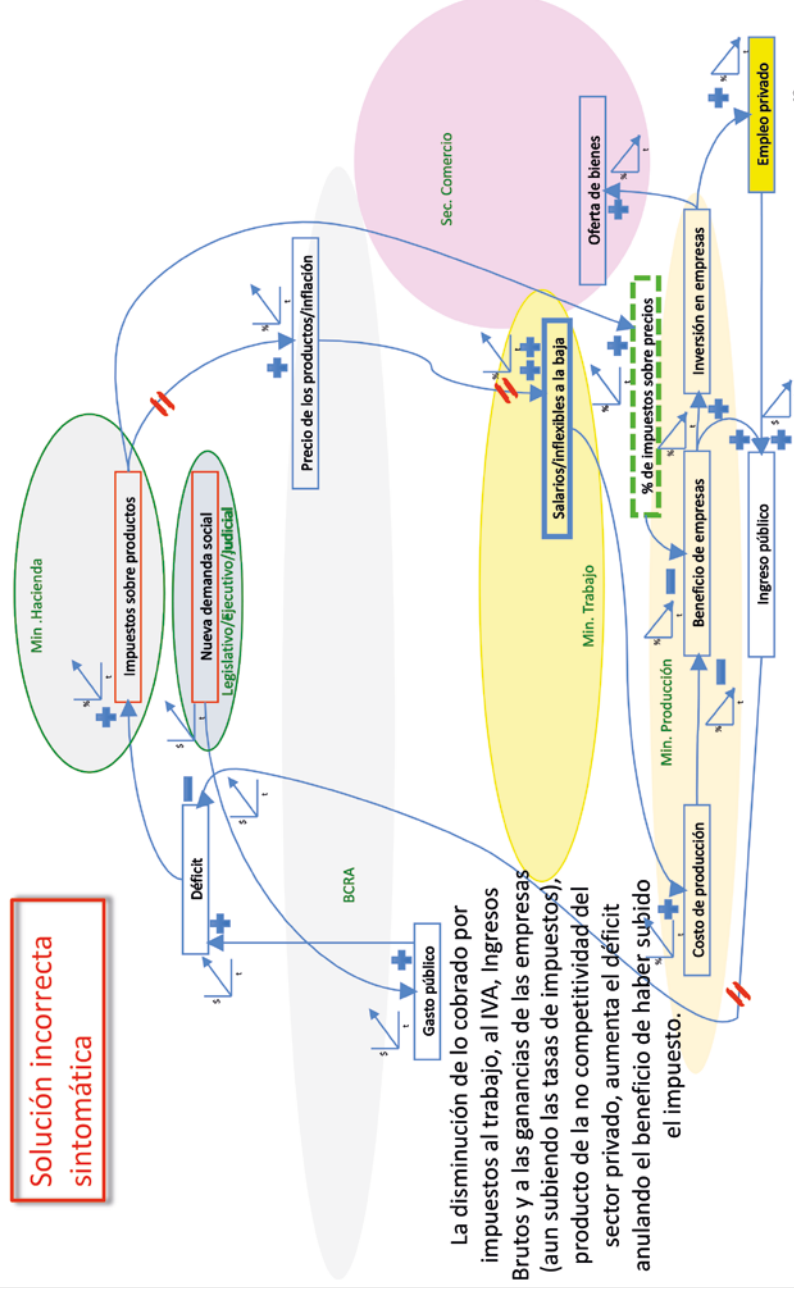 Solución incorrecta
sintomática
Min .Hacienda
Impuestos sobre productos
Nueva demanda social
Legislativo/Ejecutivo/Judicial
Déficit
BCRA
Gasto público
Precio de los productos/inflación
Sec. Comercio
Oferta de bienes
Salarios/inflexibles a la baja
Min. Trabajo
% de impuestos sobre precios
Min. Producción
Costo de producción
Beneficio de empresas
Inversión en empresas
Ingreso público
Empleo privado
La disminución de lo cobrado por
impuestos al trabajo, al IVA, Ingresos
Brutos y a las ganancias de las empresas
(aun subiendo las tasas de impuestos),
producto de la no competitividad del
sector privado, aumenta el déficit
anulando el beneficio de haber subido
el impuesto.
%
t
%
t
%
t
%
t
%
t
%
t
%
t
%
t
%
t
%
t
$
t
$
t
$
t
$
t
$
t